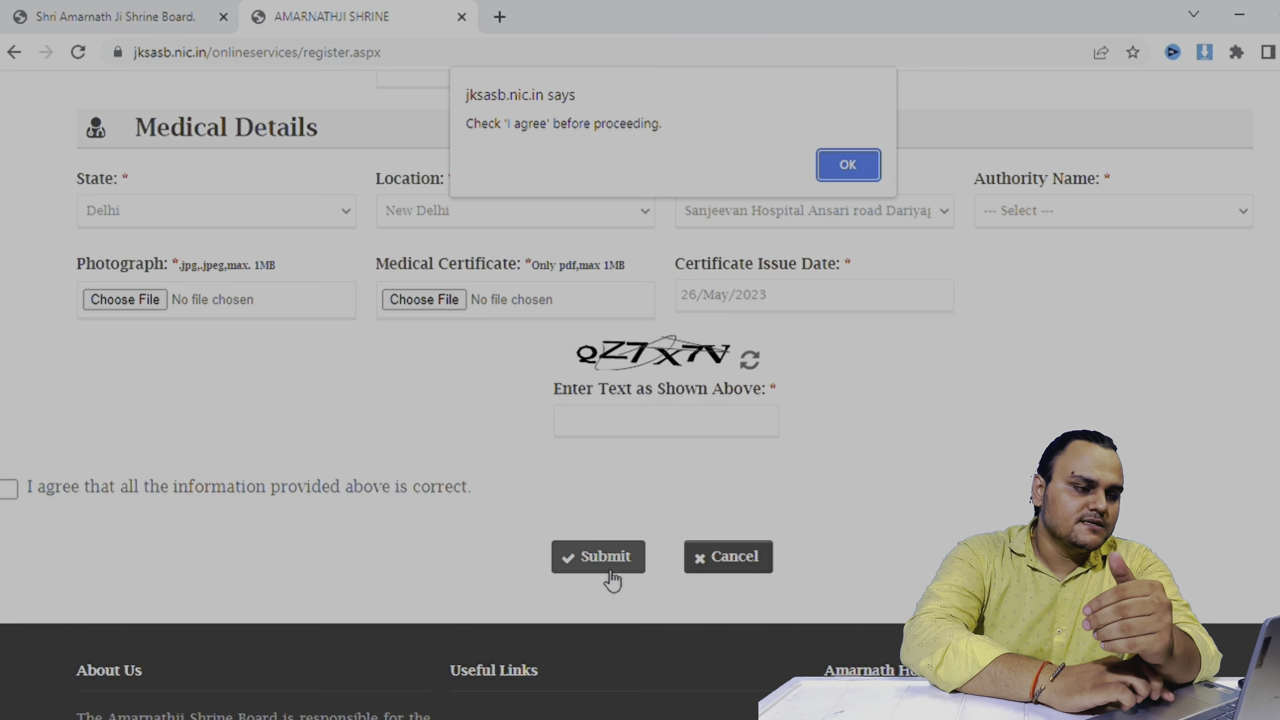 Shri Amarnath Ji Shrine Board.
AMARNATHJI SHRINE
jksasb.nic.in/onlineservices/register.aspx
jksasb.nic.in says
Check 'I agree' before proceeding.
OK
Medical Details
State: *
Location: *
Authority Name: *
Delhi
New Delhi
Sanjeevan Hospital Ansari road Dariyag
--- Select ---
Photograph: *.jpg,.jpeg,max. 1MB
Medical Certificate: *Only pdf,max 1MB
Certificate Issue Date: *
Choose File No file chosen
Choose File No file chosen
26/May/2023
QZ7X7V
Enter Text as Shown Above: *
I agree that all the information provided above is correct.
Submit
Cancel
About Us
Useful Links
Amarnath
The Amarnathji Shrine Board is responsible for the